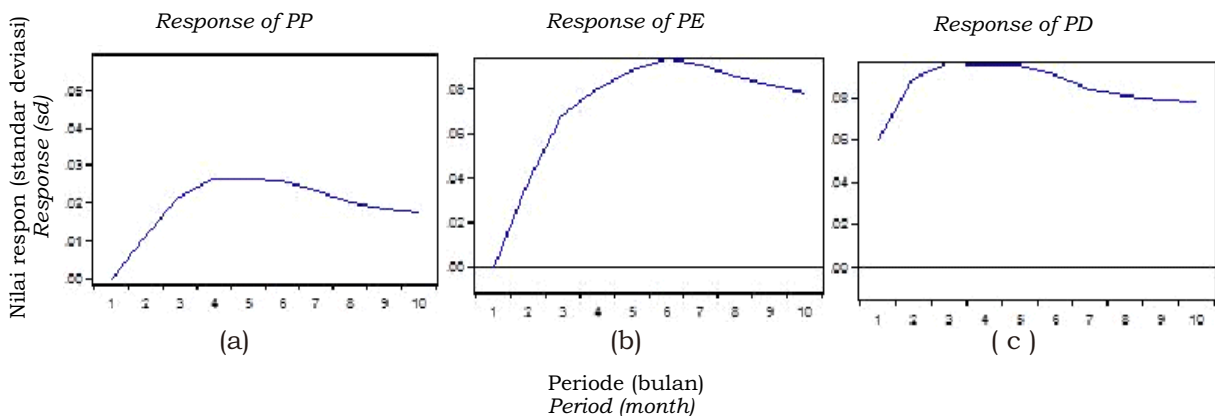 Response of PP
Response of PE
Response of PD
Nilai respon (standar deviasi)
Response (sd)
.05
.04
.03
.02
.01
.00
1 2 3 4 5 6 7 8 9 10
(a)
.08
.06
.04
.02
.00
1 2 3 4 5 6 7 8 9 10
(b)
.08
.06
.04
.02
.00
1 2 3 4 5 6 7 8 9 10
( c )
Periode (bulan)
Period (month)